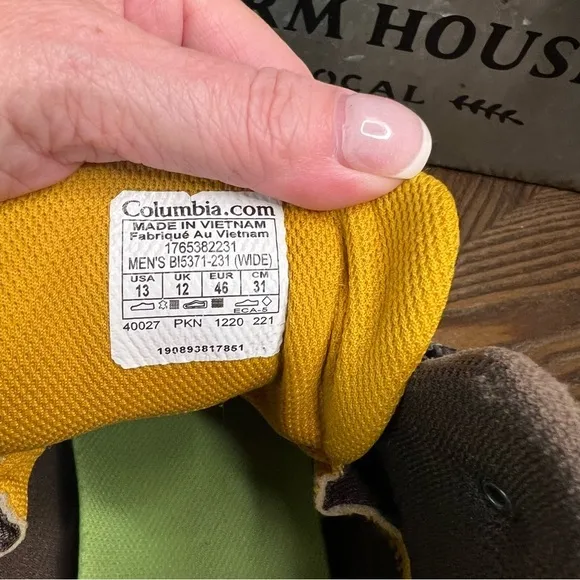 RM HOUS
OCAL
Columbia.com
MADE IN VIETNAM
Fabriqué Au Vietnam
1765382231
MEN'S BI5371-231 (WIDE)
USA UK EUR CM
13 12 46 31
ECA-5
40027 PKN 1220 221
190893817851